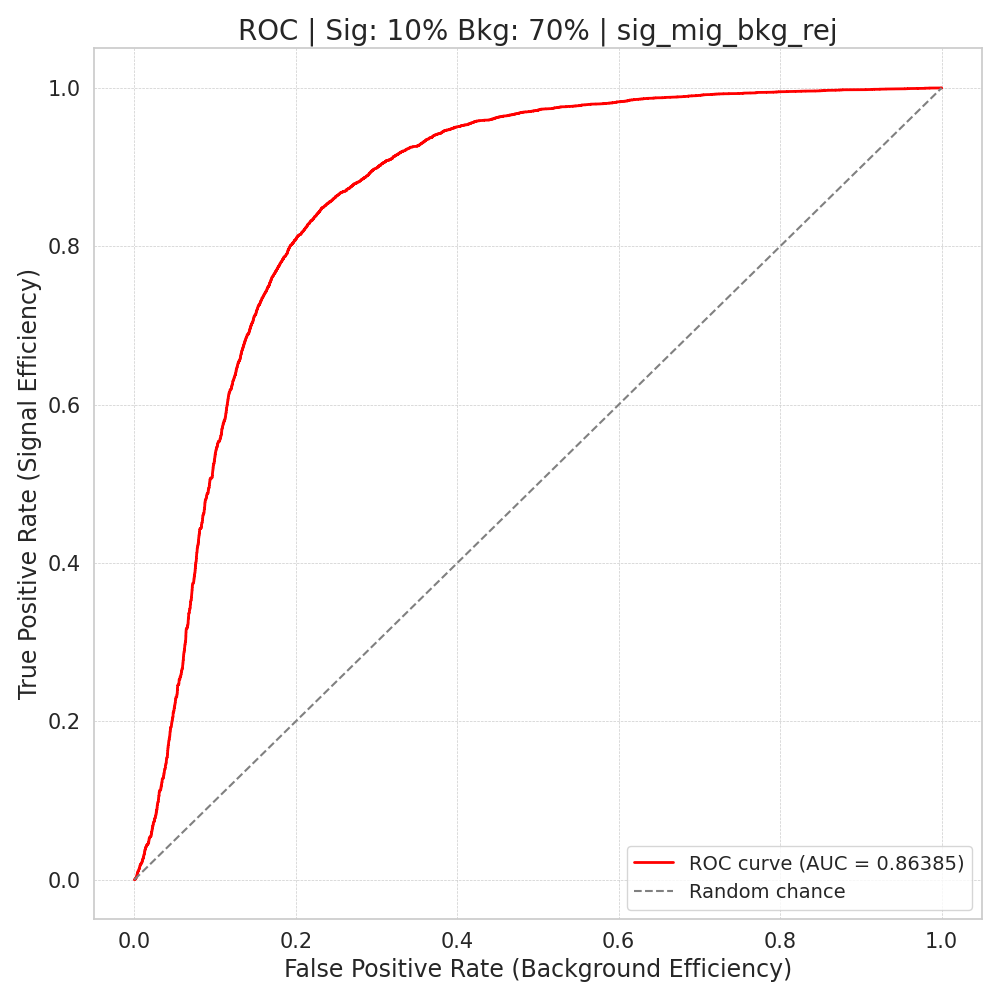 ROC | Sig: 10% Bkg: 70% | sig_mig_bkg_rej
True Positive Rate (Signal Efficiency)
1.0
0.8
0.6
0.4
0.2
0.0
ROC curve (AUC = 0.86385)
Random chance
0.0 0.2 0.4 0.6 0.8 1.0
False Positive Rate (Background Efficiency)